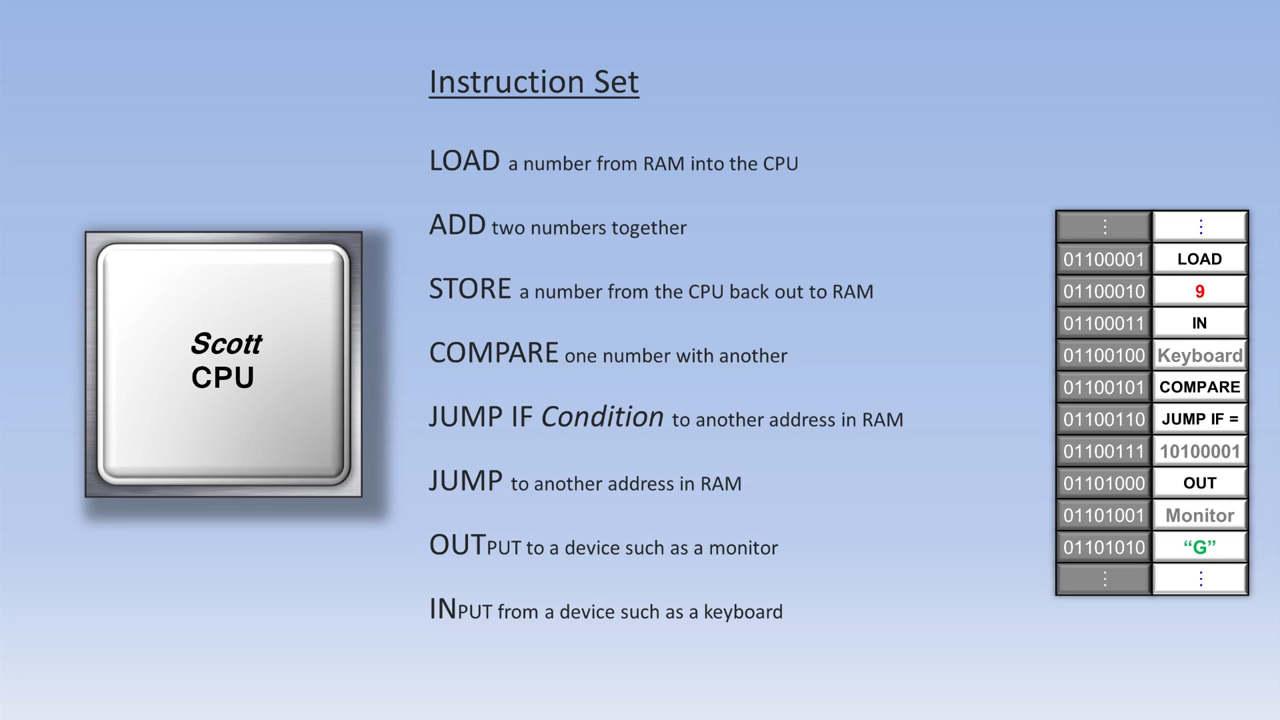 Instruction Set
LOAD a number from RAM into the CPU
ADD two numbers together
STORE a number from the CPU back out to RAM
COMPARE one number with another
JUMP IF Condition to another address in RAM
JUMP to another address in RAM
OUTPUT to a device such as a monitor
INPUT from a device such as a keyboard
Scott
CPU
⋮ ⋮
01100001 LOAD
01100010 9
01100011 IN
01100100 Keyboard
01100101 COMPARE
01100110 JUMP IF =
01100111 10100001
01101000 OUT
01101001 Monitor
01101010 “G”
⋮ ⋮